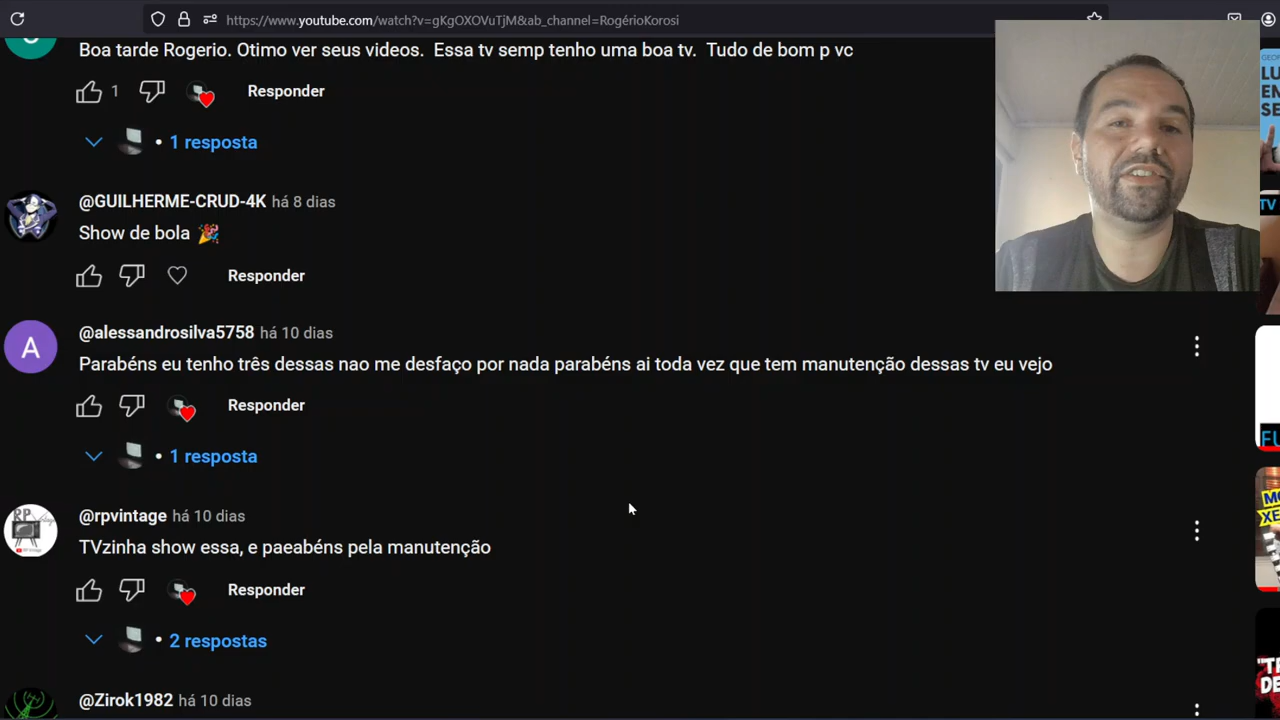 https://www.youtube.com/watch?v=gKgOXOVuTjM&ab_channel=RogérioKorosi
Boa tarde Rogerio. Otimo ver seus videos. Essa tv semp tenho uma boa tv. Tudo de bom p vc
1
Responder
• 1 resposta
@GUILHERME-CRUD-4K há 8 dias
Show de bola
Responder
@alessandrosilva5758 há 10 dias
A
Parabéns eu tenho três dessas nao me desfaço por nada parabéns ai toda vez que tem manutenção dessas tv eu vejo
Responder
• 1 resposta
@rpvintage há 10 dias
RP
TVzinha show essa, e paeabéns pela manutenção
Responder
• 2 respostas
@Zirok1982 há 10 dias
TV